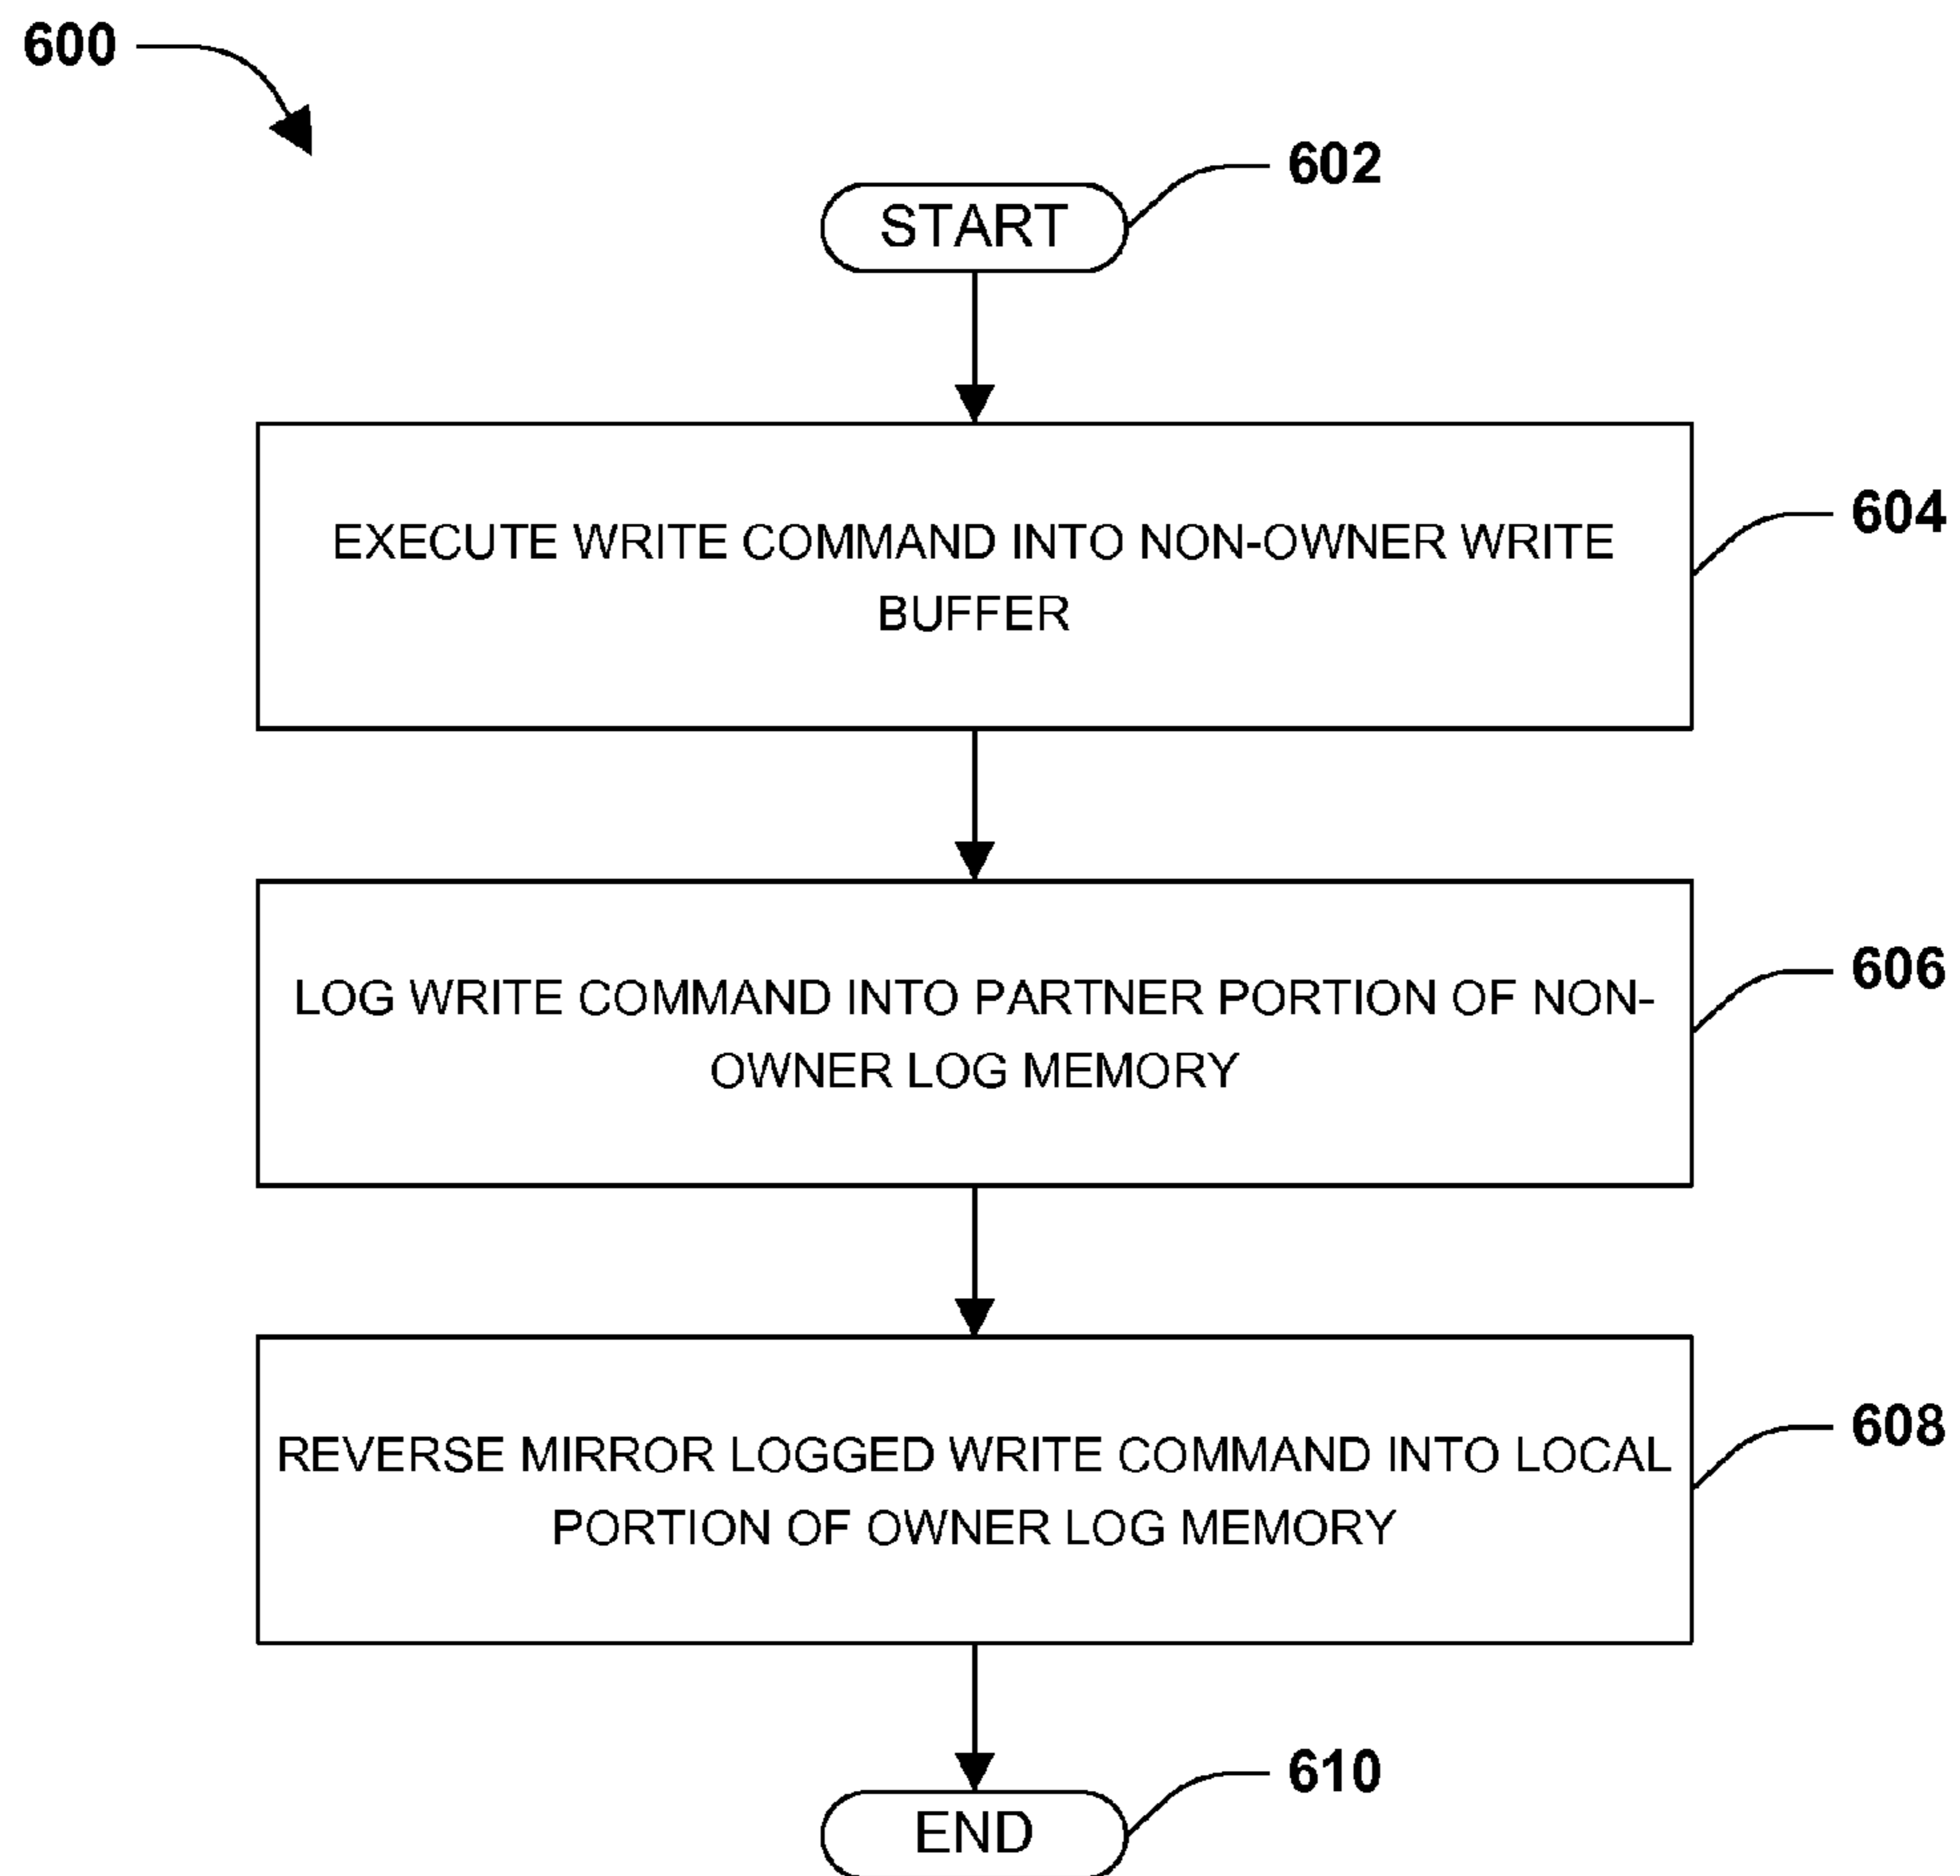 600
602
START
604
EXECUTE WRITE COMMAND INTO NON-OWNER WRITE
BUFFER
606
LOG WRITE COMMAND INTO PARTNER PORTION OF NON-
OWNER LOG MEMORY
608
REVERSE MIRROR LOGGED WRITE COMMAND INTO LOCAL
PORTION OF OWNER LOG MEMORY
610
END